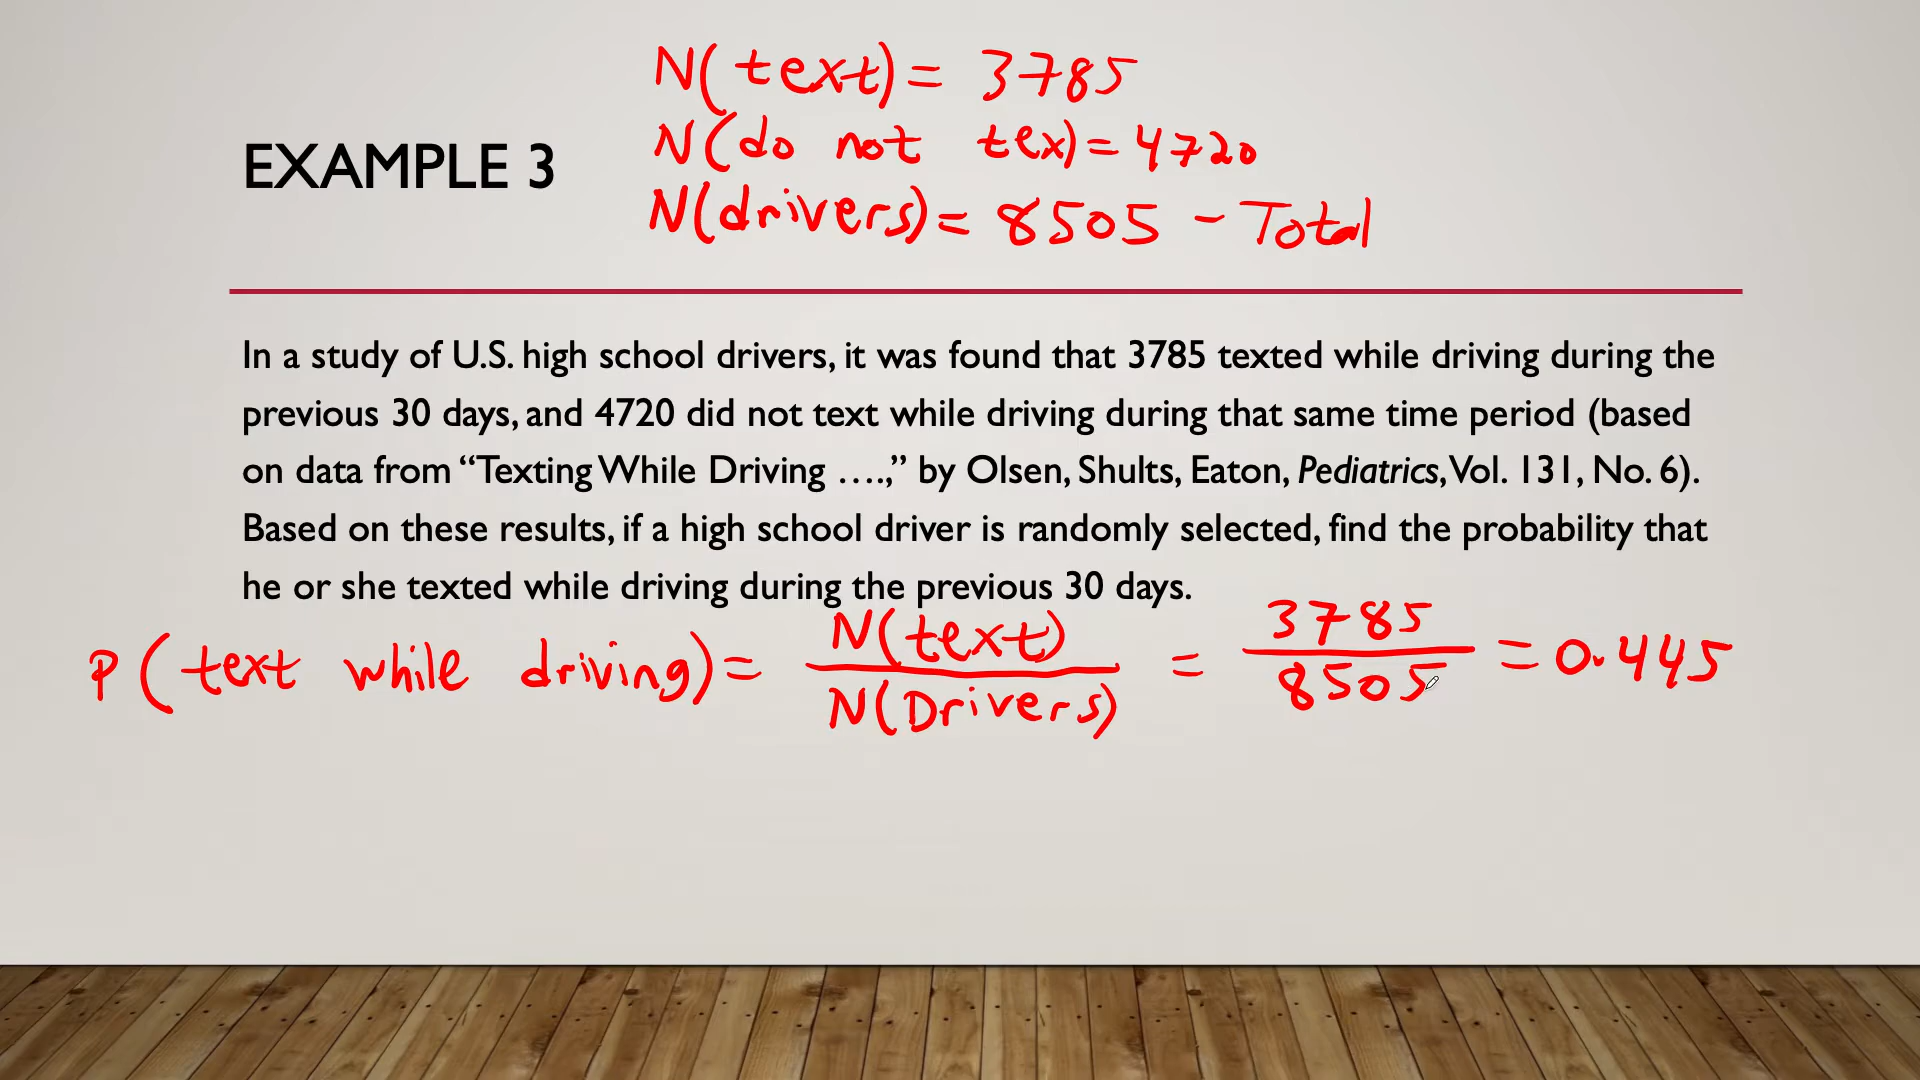 N(text) = 3785
N(do not tex) = 4720
EXAMPLE 3
N(drivers) = 8505 - Total
In a study of U.S. high school drivers, it was found that 3785 texted while driving during the
previous 30 days, and 4720 did not text while driving during that same time period (based
on data from “Texting While Driving ….,” by Olsen, Shults, Eaton, Pediatrics, Vol. 131, No. 6).
Based on these results, if a high school driver is randomly selected, find the probability that
he or she texted while driving during the previous 30 days.
P(text while driving) = N(text) / N(Drivers) = 3785 / 8505 = 0.445